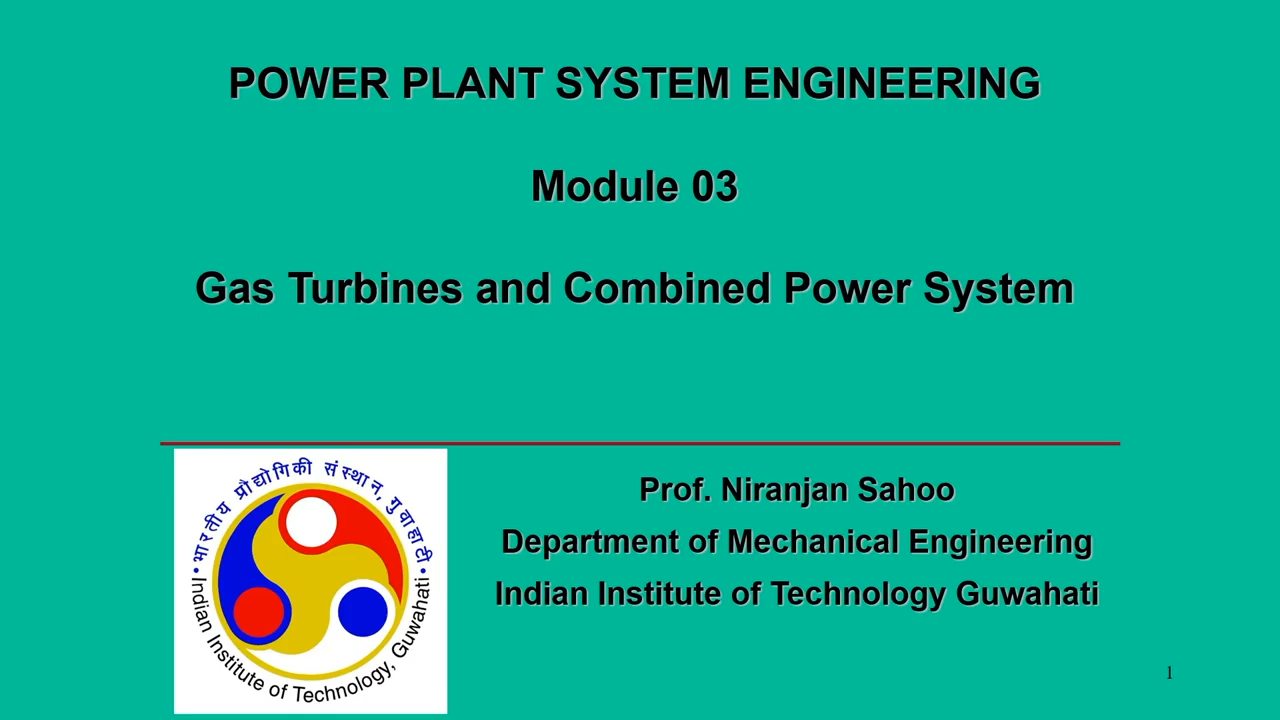 POWER PLANT SYSTEM ENGINEERING
Module 03
Gas Turbines and Combined Power System
भारतीय प्रौद्योगिकी संस्थान, गुवाहाटी
Indian Institute of Technology, Guwahati
Prof. Niranjan Sahoo
Department of Mechanical Engineering
Indian Institute of Technology Guwahati
1